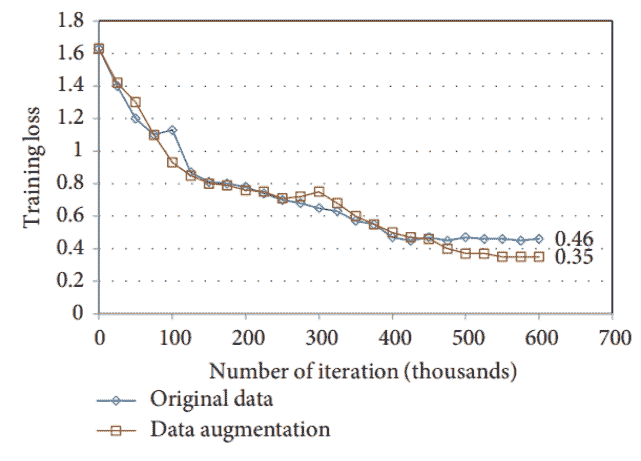 1.8
1.6
1.4
1.2
1
0.8
0.6
0.4
0.2
0
Training loss
0.46
0.35
0 100 200 300 400 500 600 700
Number of iteration (thousands)
Original data
Data augmentation